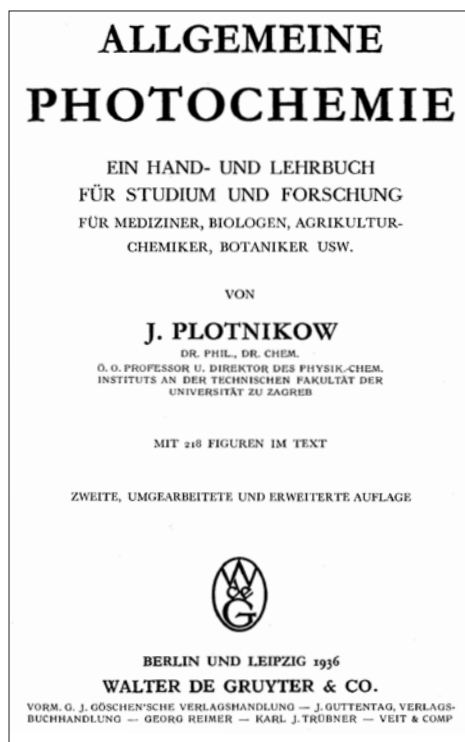 ALLGEMEINE
PHOTOCHEMIE
EIN HAND- UND LEHRBUCH
FÜR STUDIUM UND FORSCHUNG
FÜR MEDIZINER, BIOLOGEN, AGRIKULTUR-
CHEMIKER, BOTANIKER USW.
VON
J. PLOTNIKOW
DR. PHIL., DR. CHEM.
Ö. O. PROFESSOR U. DIREKTOR DES PHYSIK.-CHEM.
INSTITUTS AN DER TECHNISCHEN FAKULTÄT DER
UNIVERSITÄT ZU ZAGREB
MIT 218 FIGUREN IM TEXT
ZWEITE, UMGEARBEITETE UND ERWEITERTE AUFLAGE
W
de
G
BERLIN UND LEIPZIG 1936
WALTER DE GRUYTER & CO.
VORM. G. J. GÖSCHEN'SCHE VERLAGSHANDLUNG — J. GUTTENTAG, VERLAGS-
BUCHHANDLUNG — GEORG REIMER — KARL J. TRÜBNER — VEIT & COMP